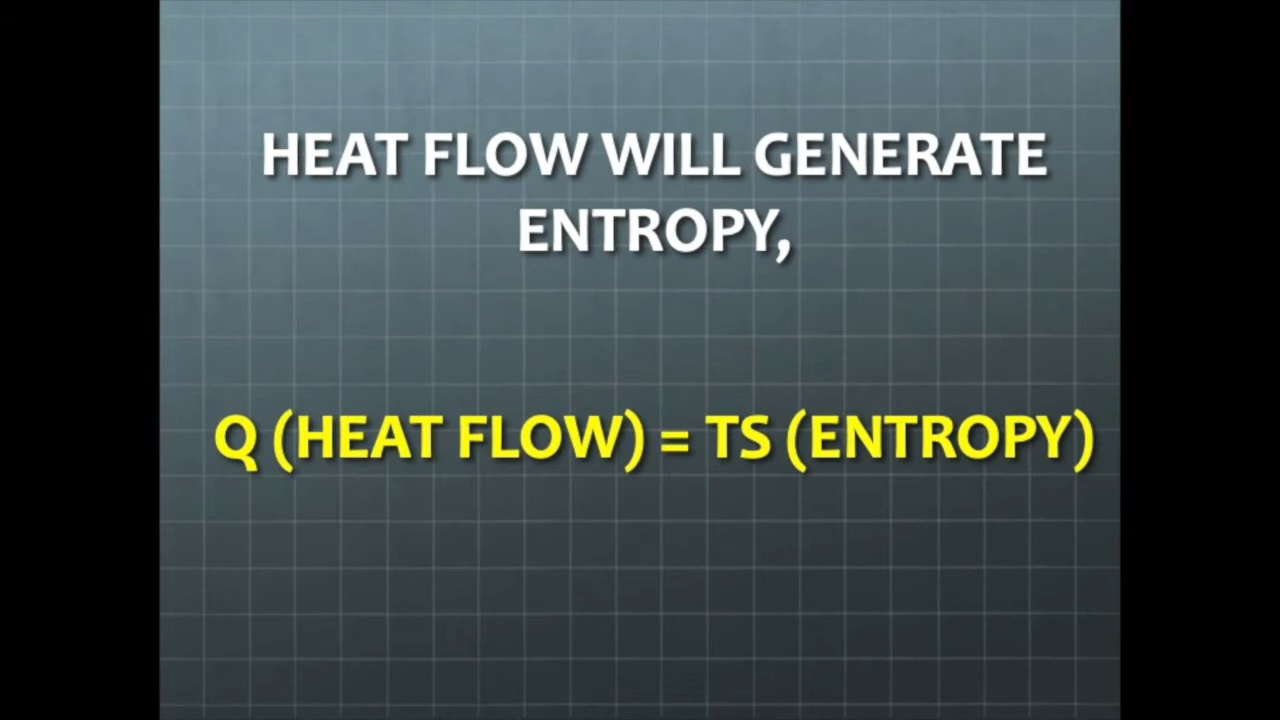 HEAT FLOW WILL GENERATE
ENTROPY,
Q (HEAT FLOW) = TS (ENTROPY)